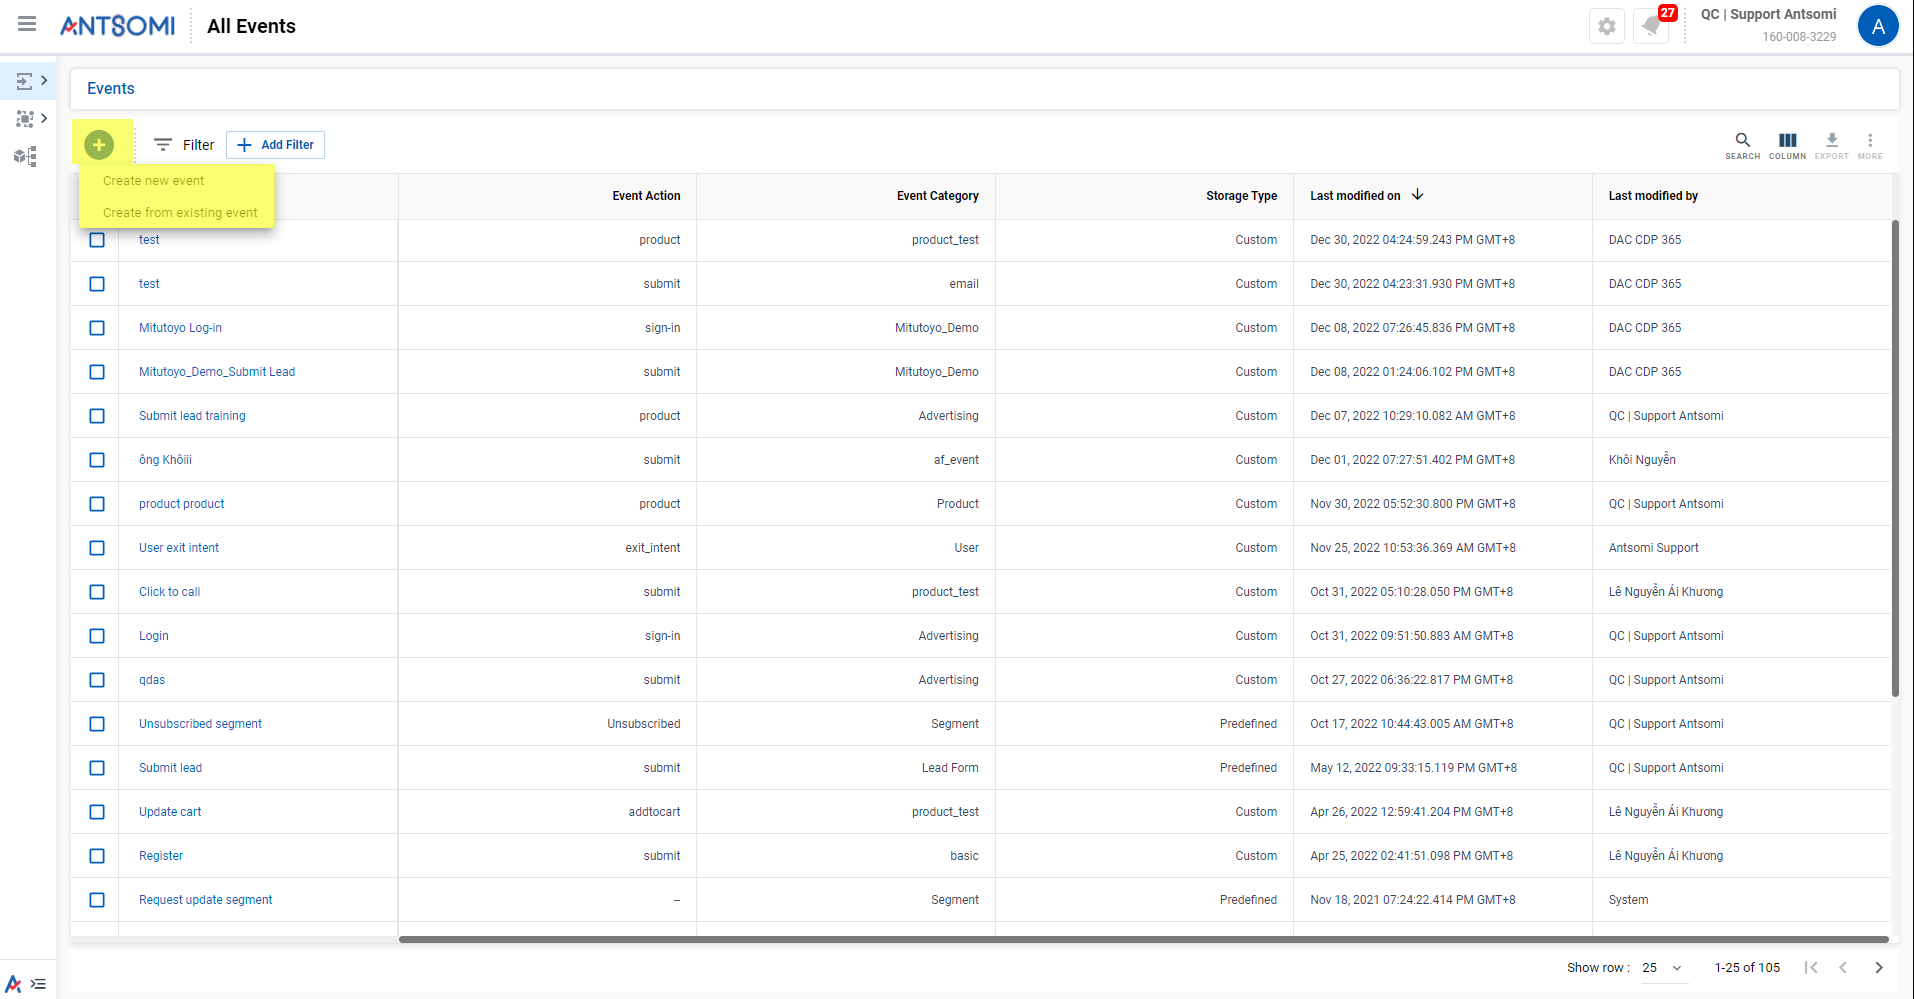 ANTSOMI All Events 27 QC | Support Antsomi A
160-008-3229
Events
Filter Add Filter SEARCH COLUMN EXPORT MORE
Create new event
Create from existing event
Event Action Event Category Storage Type Last modified on Last modified by
test product product_test Custom Dec 30, 2022 04:24:59.243 PM GMT+8 DAC CDP 365
test submit email Custom Dec 30, 2022 04:23:31.930 PM GMT+8 DAC CDP 365
Mitutoyo Log-in sign-in Mitutoyo_Demo Custom Dec 08, 2022 07:26:45.836 PM GMT+8 DAC CDP 365
Mitutoyo_Demo_Submit Lead submit Mitutoyo_Demo Custom Dec 08, 2022 01:24:06.102 PM GMT+8 DAC CDP 365
Submit lead training product Advertising Custom Dec 07, 2022 10:29:10.082 AM GMT+8 QC | Support Antsomi
ông Khôiii submit af_event Custom Dec 01, 2022 07:27:51.402 PM GMT+8 Khôi Nguyễn
product product product Product Custom Nov 30, 2022 05:52:30.800 PM GMT+8 QC | Support Antsomi
User exit intent exit_intent User Custom Nov 25, 2022 10:53:36.369 AM GMT+8 Antsomi Support
Click to call submit product_test Custom Oct 31, 2022 05:10:28.050 PM GMT+8 Lê Nguyễn Ái Khương
Login sign-in Advertising Custom Oct 31, 2022 09:51:50.883 AM GMT+8 QC | Support Antsomi
qdas submit Advertising Custom Oct 27, 2022 06:36:22.817 PM GMT+8 QC | Support Antsomi
Unsubscribed segment Unsubscribed Segment Predefined Oct 17, 2022 10:44:43.005 AM GMT+8 QC | Support Antsomi
Submit lead submit Lead Form Predefined May 12, 2022 09:33:15.119 PM GMT+8 QC | Support Antsomi
Update cart addtocart product_test Custom Apr 26, 2022 12:59:41.204 PM GMT+8 Lê Nguyễn Ái Khương
Register submit basic Custom Apr 25, 2022 02:41:51.098 PM GMT+8 Lê Nguyễn Ái Khương
Request update segment -- Segment Predefined Nov 18, 2021 07:24:22.414 PM GMT+8 System
Show row : 25 1-25 of 105